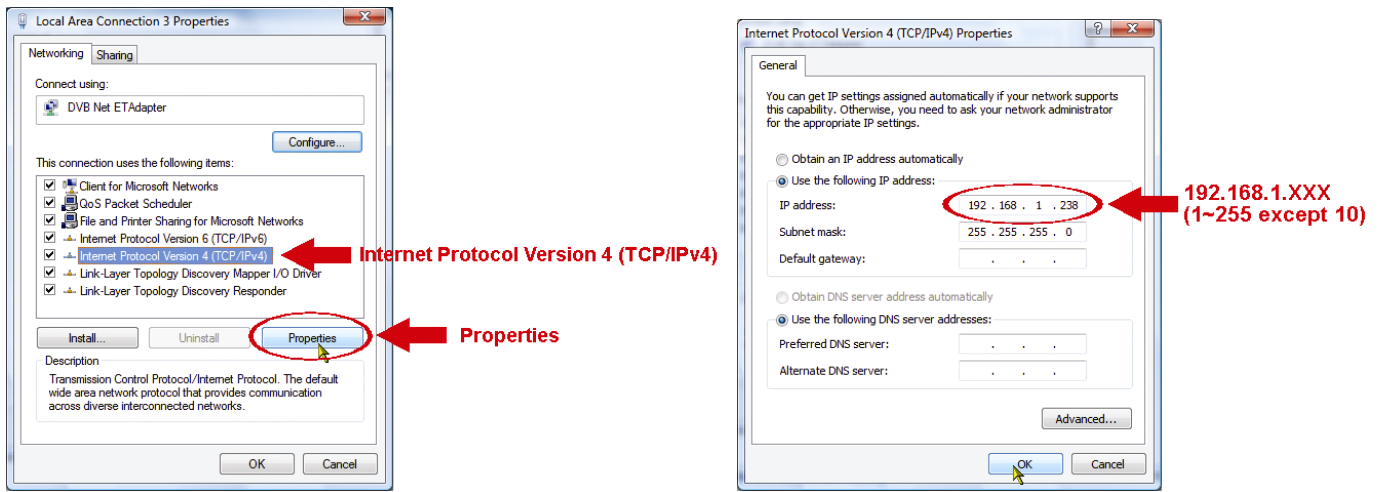 Local Area Connection 3 Properties
Networking
Sharing
Connect using:
DVB Net ETAdapter
Configure...
This connection uses the following items:
Client for Microsoft Networks
QoS Packet Scheduler
File and Printer Sharing for Microsoft Networks
Internet Protocol Version 6 (TCP/IPv6)
Internet Protocol Version 4 (TCP/IPv4)
Link-Layer Topology Discovery Mapper I/O Driver
Link-Layer Topology Discovery Responder
Internet Protocol Version 4 (TCP/IPv4)
Install...
Uninstall
Properties
Properties
Description
Transmission Control Protocol/Internet Protocol. The default
wide area network protocol that provides communication
across diverse interconnected networks.
OK
Cancel
Internet Protocol Version 4 (TCP/IPv4) Properties
General
You can get IP settings assigned automatically if your network supports
this capability. Otherwise, you need to ask your network administrator
for the appropriate IP settings.
Obtain an IP address automatically
Use the following IP address:
IP address:
192 . 168 . 1 . 238
192.168.1.XXX
(1~255 except 10)
Subnet mask:
255 . 255 . 255 . 0
Default gateway:
. . .
Obtain DNS server address automatically
Use the following DNS server addresses:
Preferred DNS server:
. . .
Alternate DNS server:
. . .
Advanced...
OK
Cancel